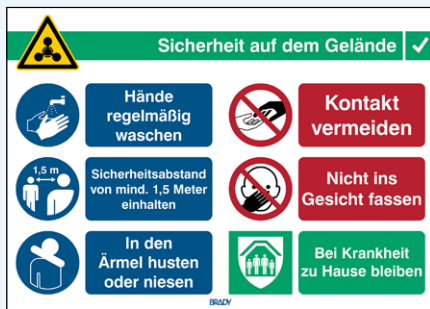 Sicherheit auf dem Gelände
Hände
regelmäßig
waschen
Kontakt
vermeiden
1,5 m
Sicherheitsabstand
von mind. 1,5 Meter
einhalten
Nicht ins
Gesicht fassen
In den
Ärmel husten
oder niesen
Bei Krankheit
zu Hause bleiben
BRADY